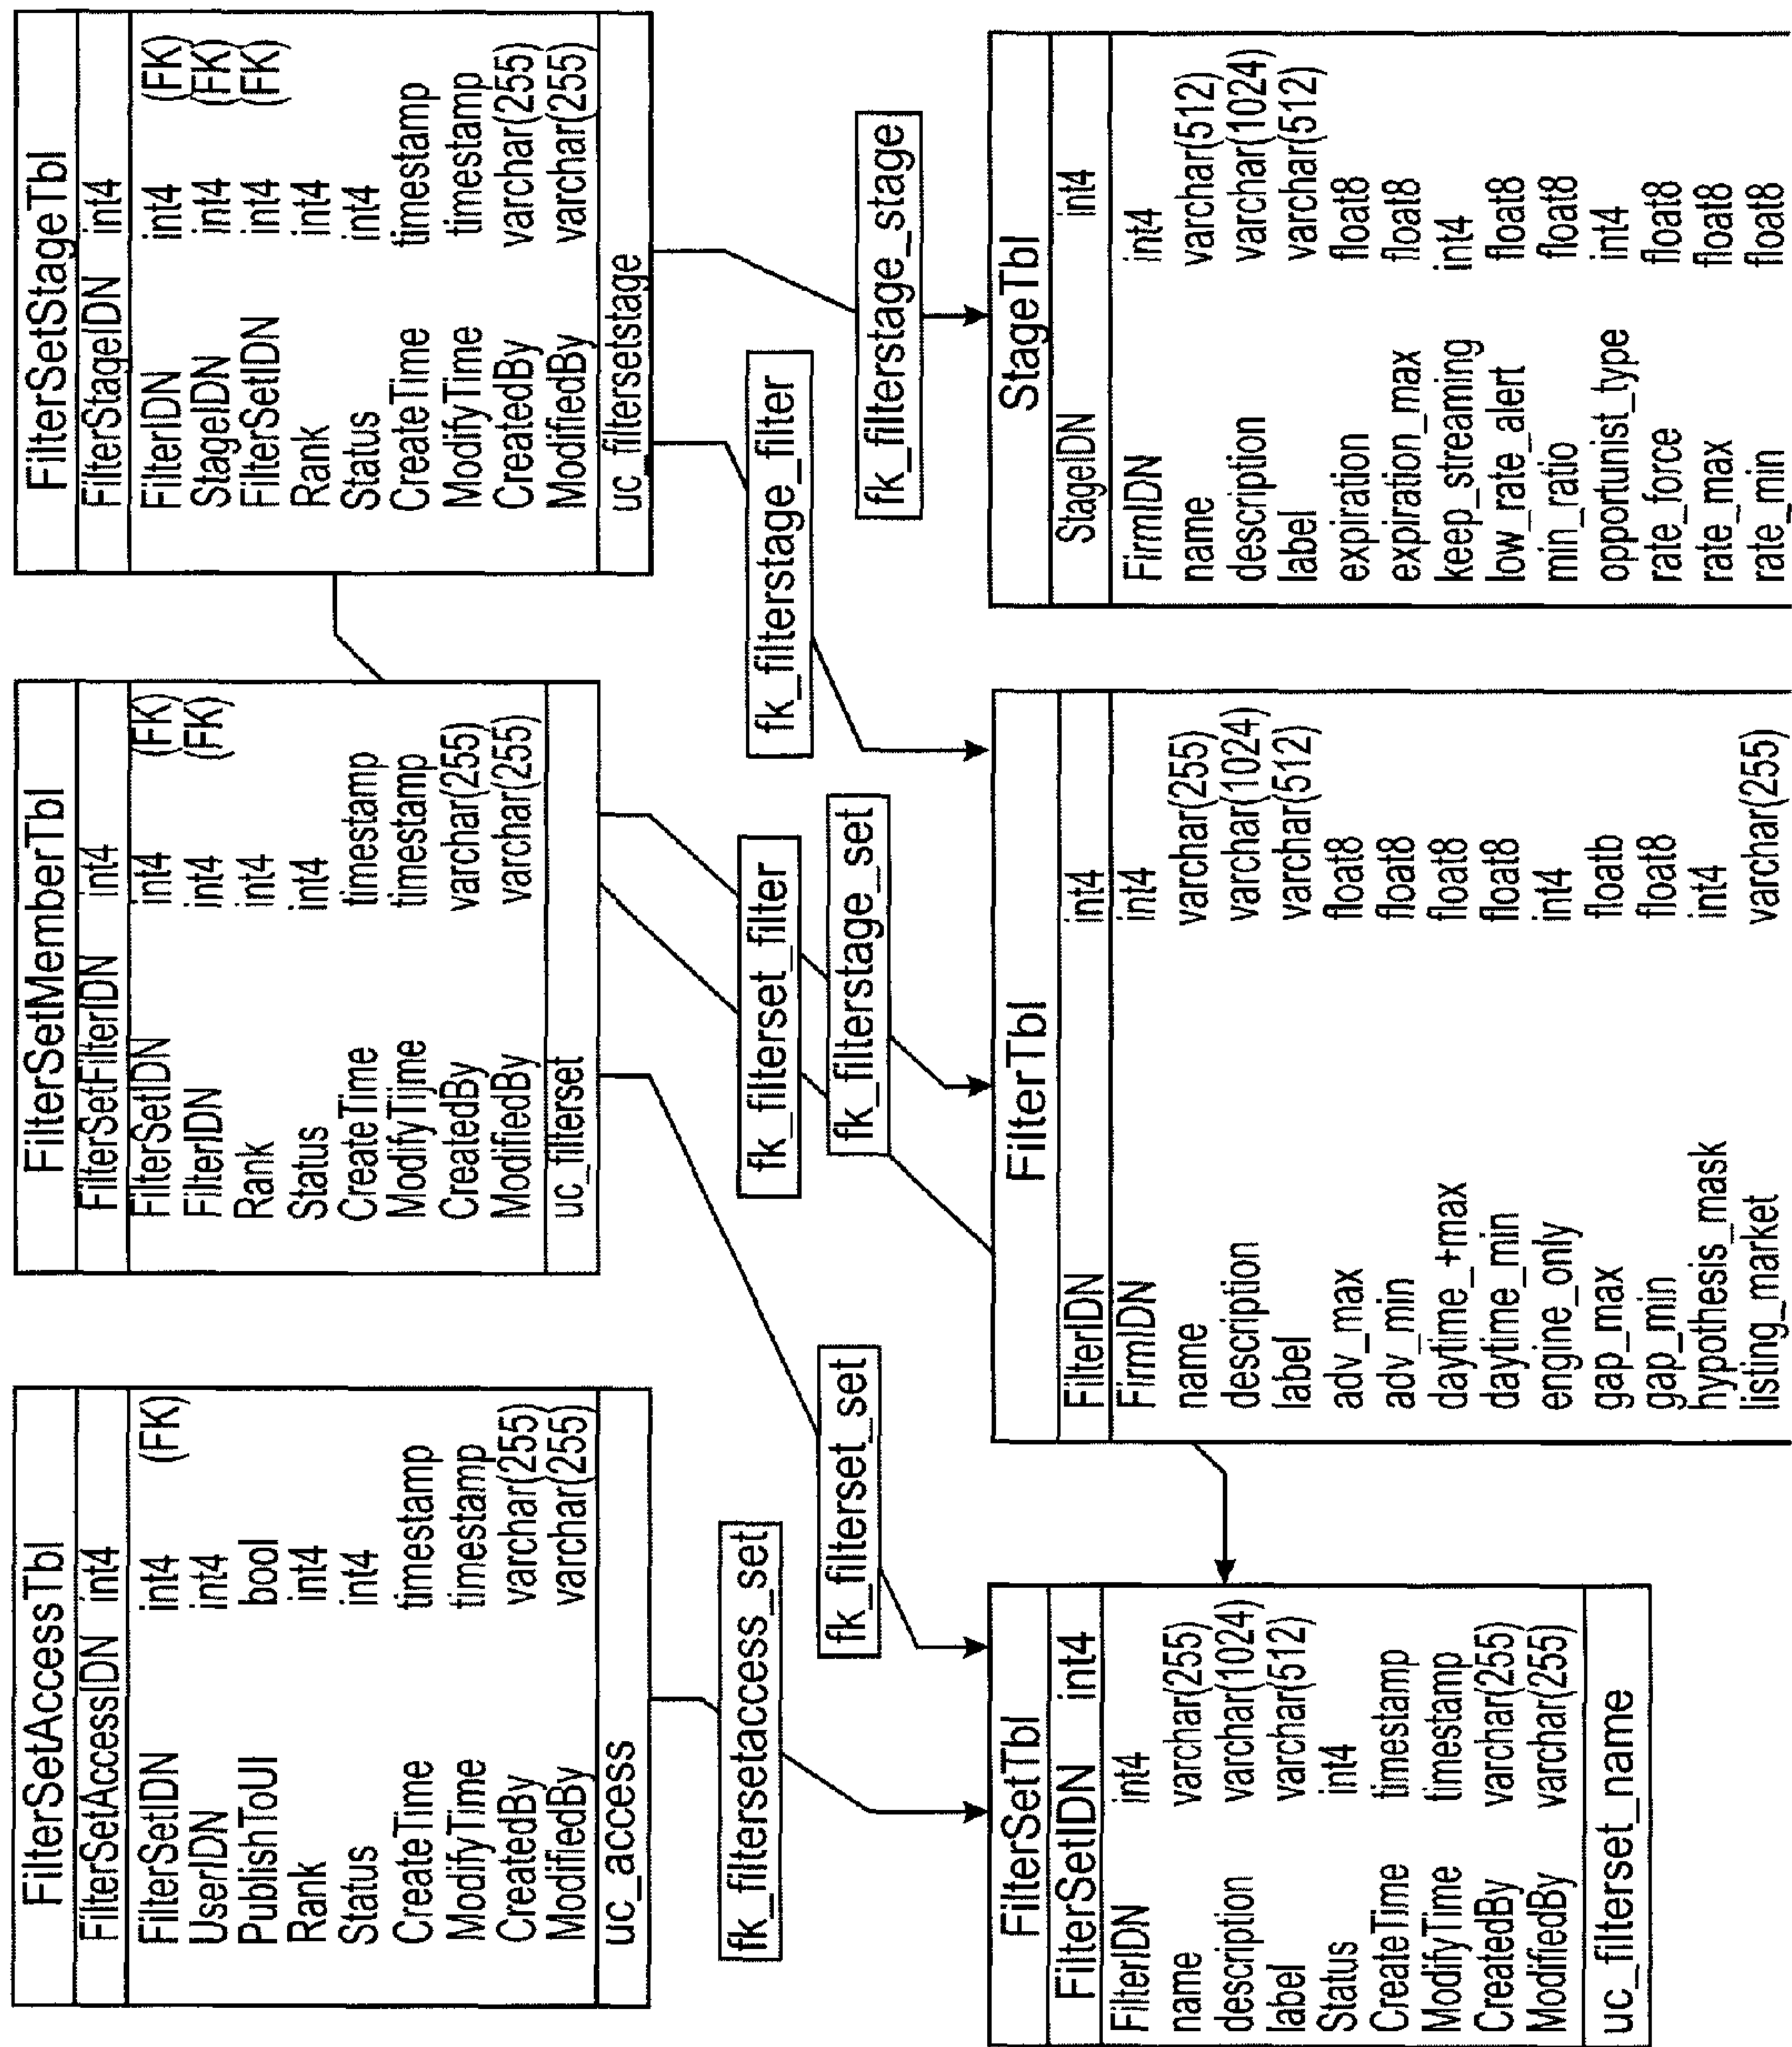 FilterSetAccessTbl
FilterSetAccessIDN int4
FilterSetIDN int4 (FK)
UserIDN int4
PublishToUI bool
Rank int4
Status int4
CreateTime timestamp
ModifyTime timestamp
CreatedBy varchar(255)
ModifiedBy varchar(255)
uc_access
FilterSetMemberTbl
FilterSetFilterIDN int4
FilterSetIDN int4 (FK)
FilterIDN int4 (FK)
Rank int4
Status int4
CreateTime timestamp
ModifyTijme timestamp
CreatedBy varchar(255)
ModifiedBy varchar(255)
uc_filterset
FilterSetStageTbl
FilterStageIDN int4
FilterIDN int4 (FK)
StageIDN int4 (FK)
FilterSetIDN int4 (FK)
Rank int4
Status int4
CreateTime timestamp
ModifyTime timestamp
CreatedBy varchar(255)
ModifiedBy varchar(255)
uc_filtersetstage
fk_filtersetaccess_set
fk_filterset_set
fk_filterset_filter
fk_filterstage_set
fk_filterstage_filter
fk_filterstage_stage
FilterSetTbl
FilterSetIDN int4
FilterIDN int4
name varchar(255)
description varchar(1024)
label varchar(512)
Status int4
CreateTime timestamp
ModifyTime timestamp
CreatedBy varchar(255)
ModifiedBy varchar(255)
uc_filterset_name
FilterTbl
FilterIDN int4
FirmIDN int4
name varchar(255)
description varchar(1024)
label varchar(512)
adv_max float8
adv_min float8
daytime_+max float8
daytime_min float8
engine_only int4
gap_max floatb
gap_min float8
hypothesis_mask int4
listing_market varchar(255)
StageTbl
StageIDN int4
FirmIDN int4
name varchar(512)
description varchar(1024)
label varchar(512)
expiration float8
expiration_max float8
keep_streaming int4
low_rate_alert float8
min_ratio float8
opportunist_type int4
rate_force float8
rate_max float8
rate_min float8